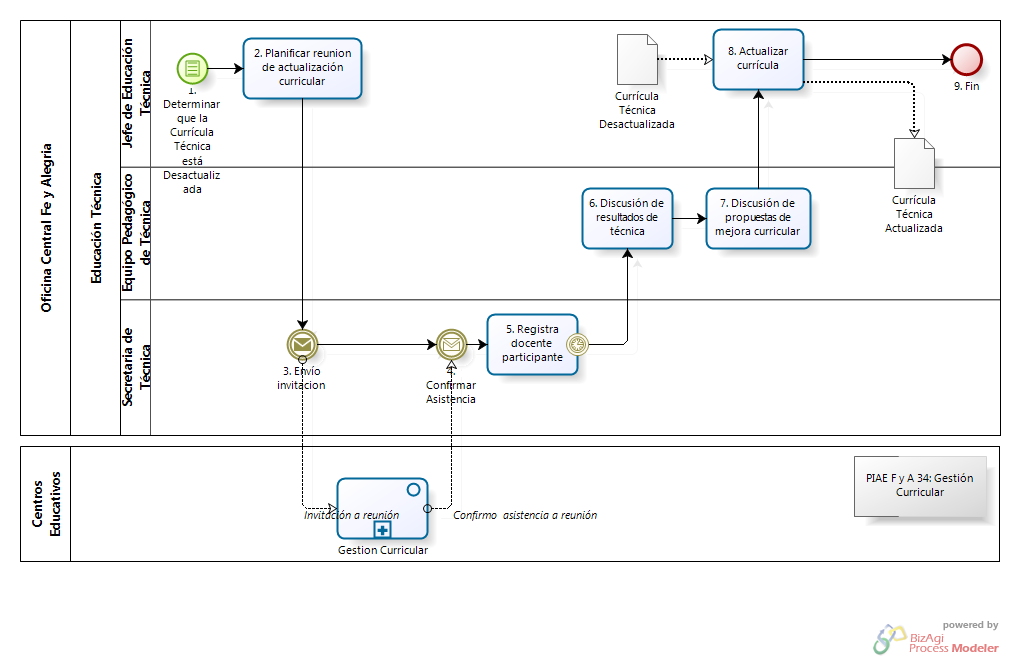 Oficina Central Fe y Alegria
Educación Técnica
Jefe de Educación
Técnica
1.
Determinar
que la
Currícula
Técnica
está
Desactualiz
ada
2. Planificar reunion
de actualización
curricular
Currícula
Técnica
Desactualizada
8. Actualizar
currícula
9. Fin
Currícula
Técnica
Actualizada
Equipo Pedagógico
de Técnica
6. Discusión de
resultados de
técnica
7. Discusión de
propuestas de
mejora curricular
Secretaria de
Técnica
3. Envío
invitacion
4.
Confirmar
Asistencia
5. Registra
docente
participante
Centros
Educativos
Invitación a reunión
Confirmo asistencia a reunión
Gestion Curricular
PIAE F y A 34: Gestión
Curricular
powered by
BizAgi
Process Modeler